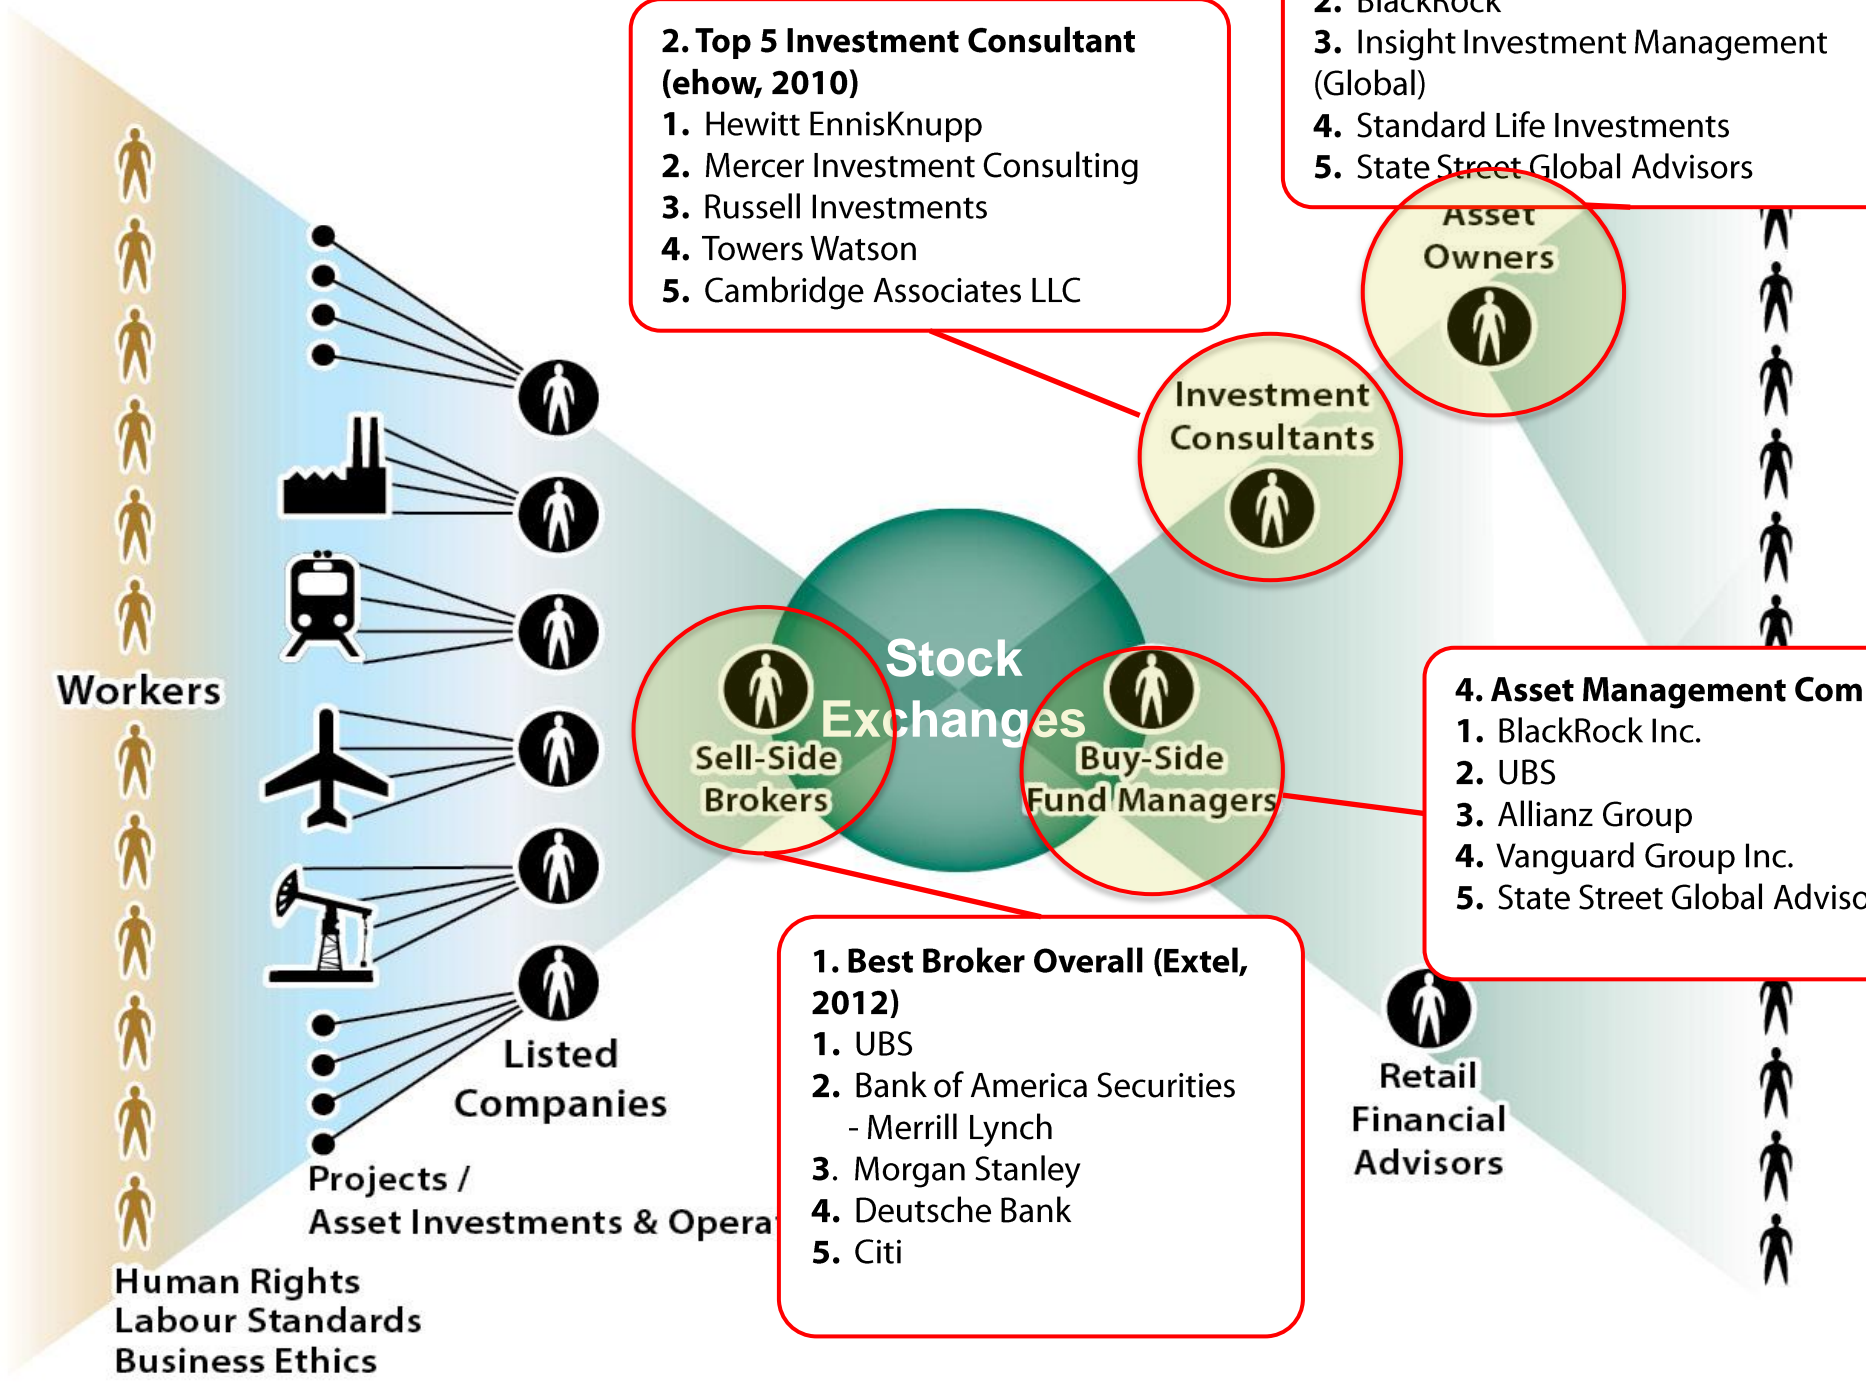 2. Top 5 Investment Consultant
(ehow, 2010)
1. Hewitt EnnisKnupp
2. Mercer Investment Consulting
3. Russell Investments
4. Towers Watson
5. Cambridge Associates LLC
2. BlackRock
3. Insight Investment Management
(Global)
4. Standard Life Investments
5. State Street Global Advisors
Asset
Owners
Investment
Consultants
Stock
Exchanges
Workers
Sell-Side
Brokers
Buy-Side
Fund Managers
4. Asset Management Com
1. BlackRock Inc.
2. UBS
3. Allianz Group
4. Vanguard Group Inc.
5. State Street Global Adviso
1. Best Broker Overall (Extel,
2012)
1. UBS
2. Bank of America Securities
- Merrill Lynch
3. Morgan Stanley
4. Deutsche Bank
5. Citi
Listed
Companies
Retail
Financial
Advisors
Projects /
Asset Investments & Opera
Human Rights
Labour Standards
Business Ethics